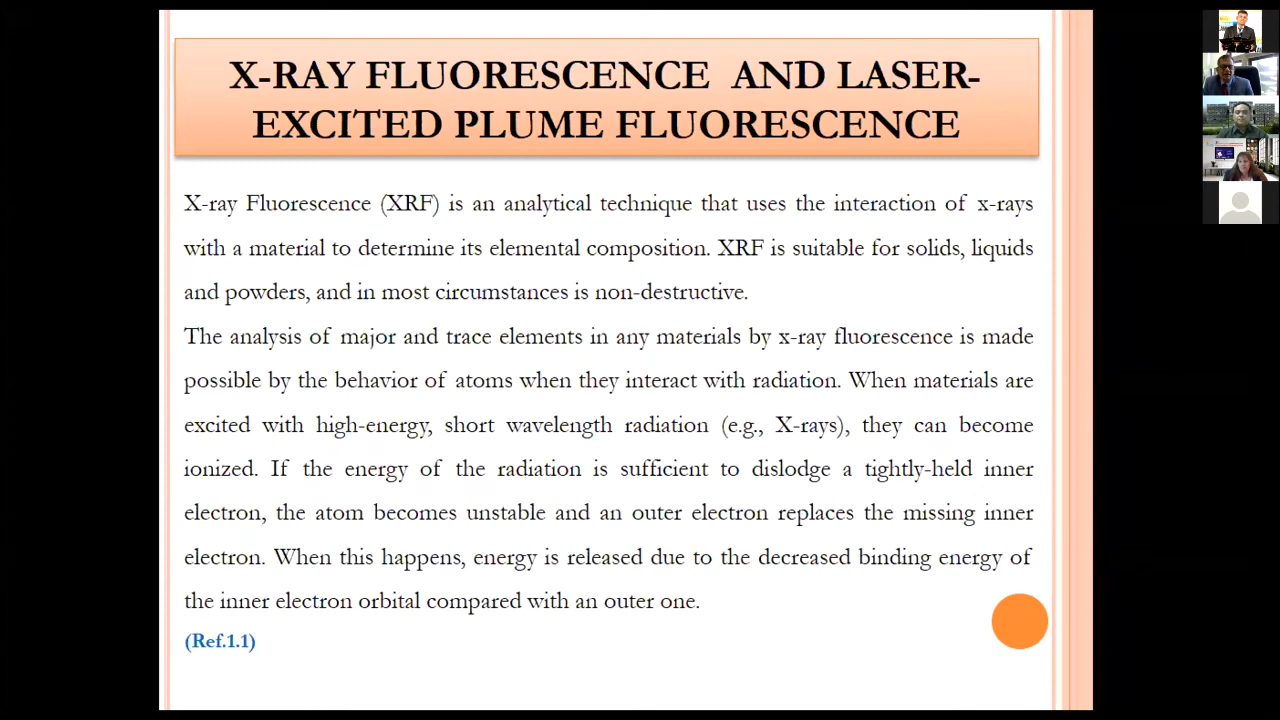 X-RAY FLUORESCENCE AND LASER-
EXCITED PLUME FLUORESCENCE
X-ray Fluorescence (XRF) is an analytical technique that uses the interaction of x-rays
with a material to determine its elemental composition. XRF is suitable for solids, liquids
and powders, and in most circumstances is non-destructive.
The analysis of major and trace elements in any materials by x-ray fluorescence is made
possible by the behavior of atoms when they interact with radiation. When materials are
excited with high-energy, short wavelength radiation (e.g., X-rays), they can become
ionized. If the energy of the radiation is sufficient to dislodge a tightly-held inner
electron, the atom becomes unstable and an outer electron replaces the missing inner
electron. When this happens, energy is released due to the decreased binding energy of
the inner electron orbital compared with an outer one.
(Ref.1.1)